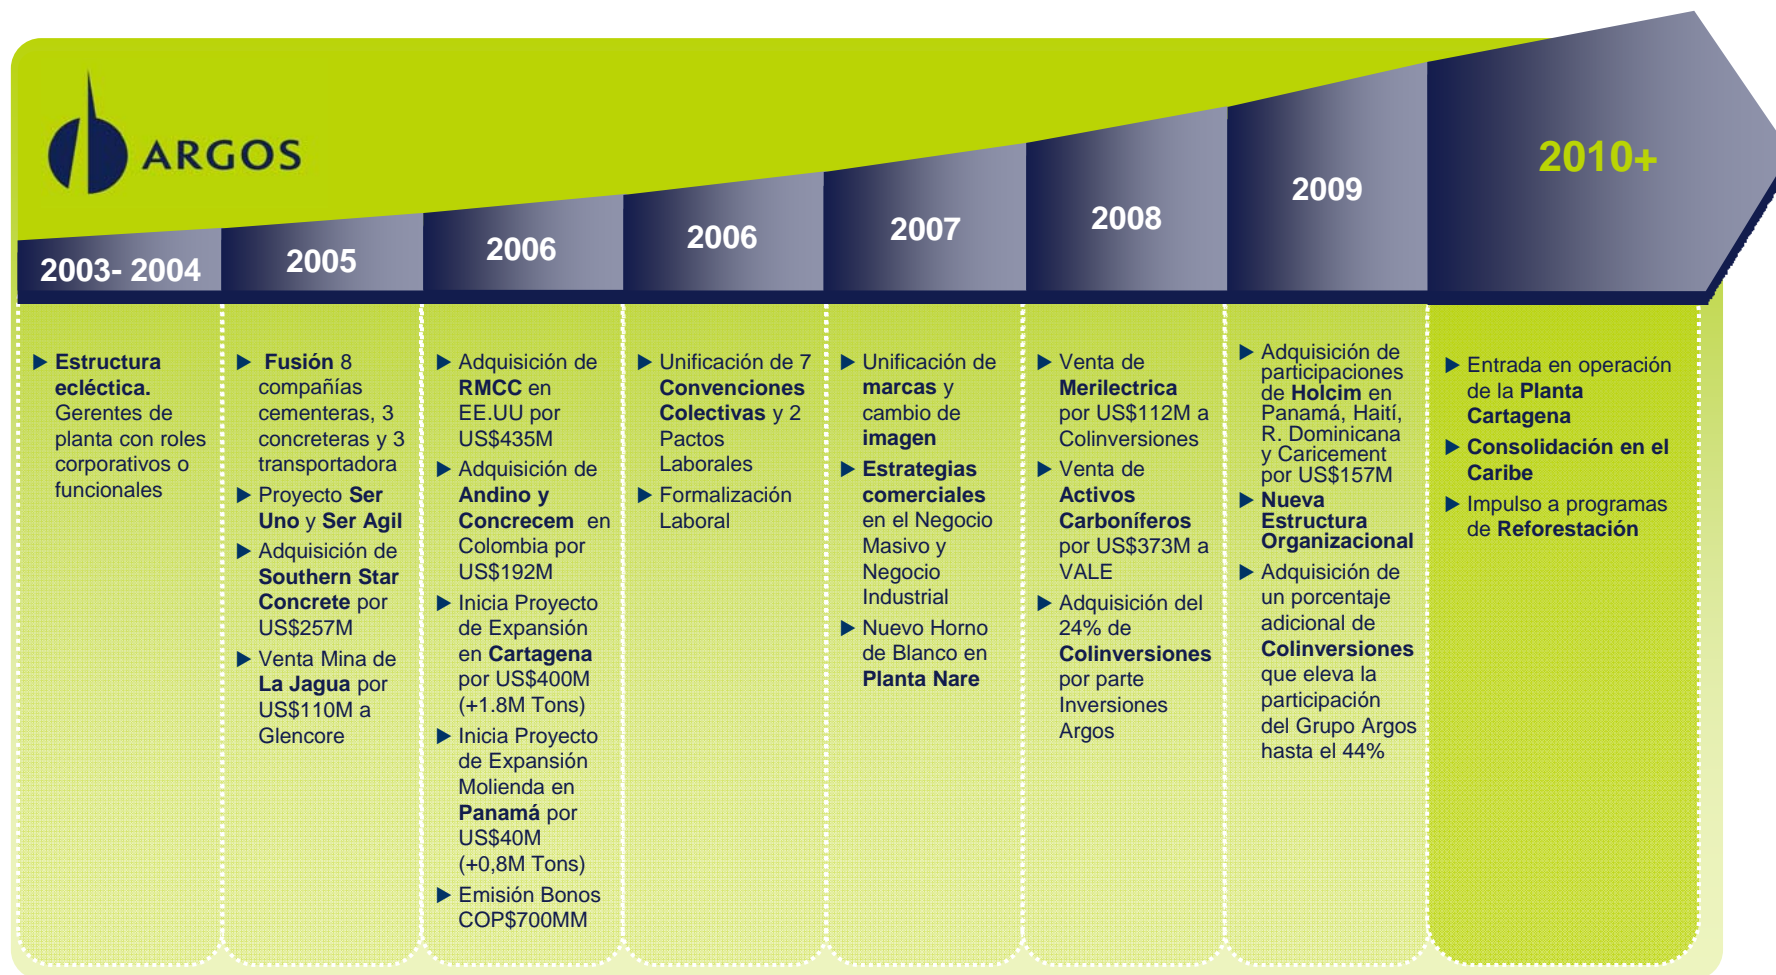 ARGOS
2003- 2004
Estructura
ecléctica.
Gerentes de
planta con roles
corporativos o
funcionales
2005
Fusión 8
compañías
cementeras, 3
concreteras y 3
transportadora
Proyecto Ser
Uno y Ser Agil
Adquisición de
Southern Star
Concrete por
US$257M
Venta Mina de
La Jagua por
US$110M a
Glencore
2006
Adquisición de
RMCC en
EE.UU por
US$435M
Adquisición de
Andino y
Concrecem en
Colombia por
US$192M
Inicia Proyecto
de Expansión
en Cartagena
por US$400M
(+1.8M Tons)
Inicia Proyecto
de Expansión
Molienda en
Panamá por
US$40M
(+0,8M Tons)
Emisión Bonos
COP$700MM
2006
Unificación de 7
Convenciones
Colectivas y 2
Pactos
Laborales
Formalización
Laboral
2007
Unificación de
marcas y
cambio de
imagen
Estrategias
comerciales
en el Negocio
Masivo y
Negocio
Industrial
Nuevo Horno
de Blanco en
Planta Nare
2008
Venta de
Merilectrica
por US$112M a
Colinversiones
Venta de
Activos
Carboníferos
por US$373M a
VALE
Adquisición del
24% de
Colinversiones
por parte
Inversiones
Argos
2009
Adquisición de
participaciones
de Holcim en
Panamá, Haití,
R. Dominicana
y Caricement
por US$157M
Nueva
Estructura
Organizacional
Adquisición de
un porcentaje
adicional de
Colinversiones
que eleva la
participación
del Grupo Argos
hasta el 44%
2010+
Entrada en operación
de la Planta
Cartagena
Consolidación en el
Caribe
Impulso a programas
de Reforestación